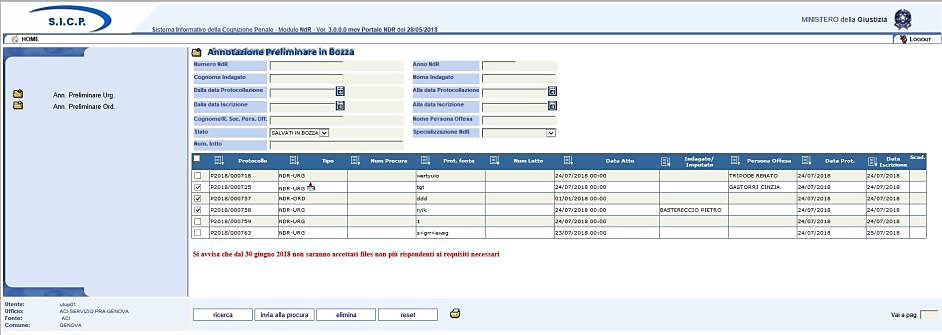 S.I.C.P.
MINISTERO della Giustizia
Sistema Informativo della Cognizione Penale - Modulo NdR - Ver. 3.0.0.0 mev Portale NDR del 28/05/2018
HOME
LOGOUT
Annotazione Preliminare in Bozza
Ann. Preliminare Urg.
Ann. Preliminare Ord.
Numero NdR Anno NdR
Cognome Indagato Nome Indagato
Dalla data Protocollazione Alla data Protocollazione
Dalla data Iscrizione Alla data Iscrizione
Cognome/R. Soc. Pers. Off. Nome Persona Offesa
Stato SALVATI IN BOZZA Specializzazione NdR
Num. lotto
Protocollo Tipo Num Procura Prot. fonte Num Lotto Data Atto Indagato/ Imputato Persona Offesa Data Prot. Data Iscrizione Scad.
P2018/000716 NDR-URG wertyuio 24/07/2018 00:00 TRIPODE RENATO 24/07/2018 24/07/2018
P2018/000725 NDR-URG tgt 24/07/2018 00:00 GASTORRI CINZIA 24/07/2018 24/07/2018
P2018/000737 NDR-ORD ddd 01/01/2018 00:00 24/07/2018 24/07/2018
P2018/000758 NDR-URG ryik 24/07/2018 00:00 BASTERECCIO PIETRO 24/07/2018 24/07/2018
P2018/000759 NDR-URG 1 24/07/2018 00:00 24/07/2018 24/07/2018
P2018/000763 NDR-URG 23/07/2018 00:00 24/07/2018 25/07/2018
Si avvisa che dal 30 giugno 2018 non saranno accettati files non più rispondenti ai requisiti necessari
Utente:
Ufficio: ACI-SERVIZIO PRA-GENOVA
Fonte: ACI
Comune: GENOVA
ricerca invia alla procura elimina reset
Vai a pag.